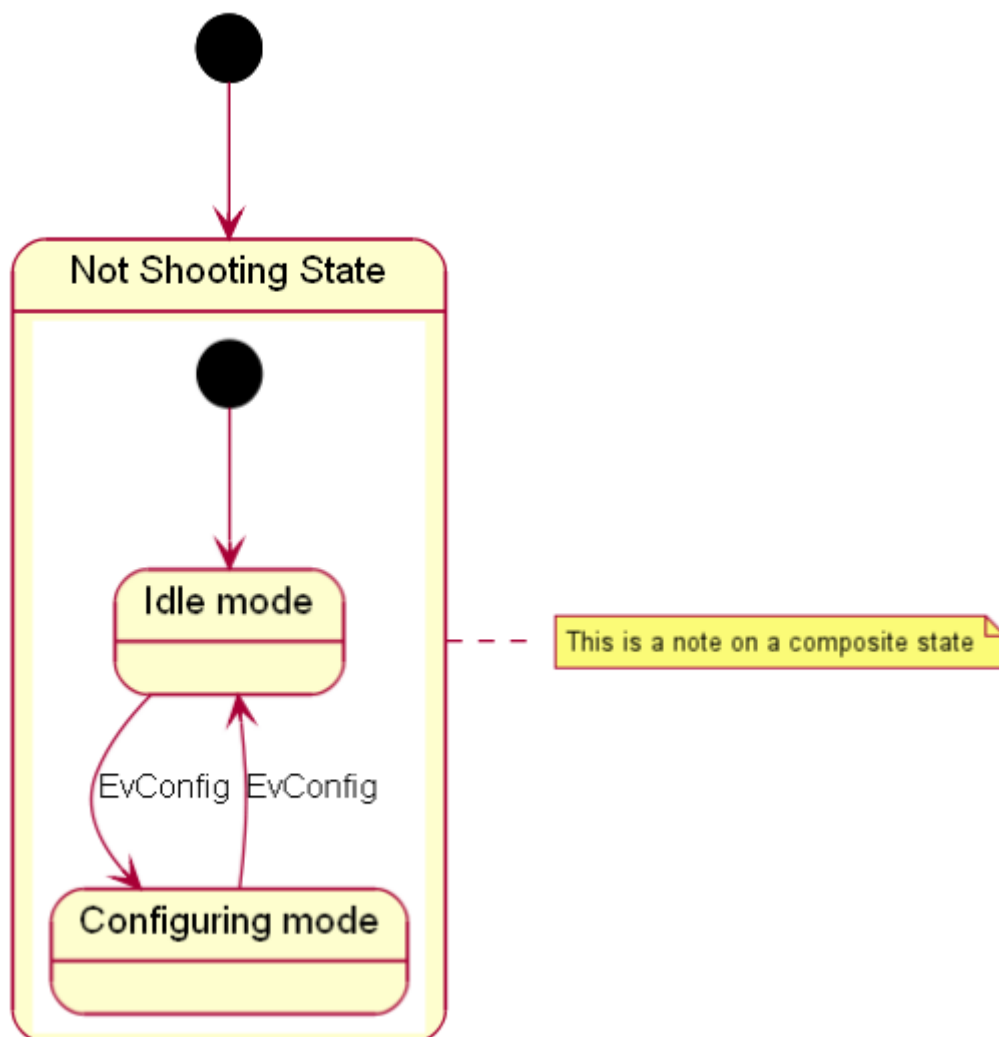 Not Shooting State
Idle mode
This is a note on a composite state
EvConfig EvConfig
Configuring mode